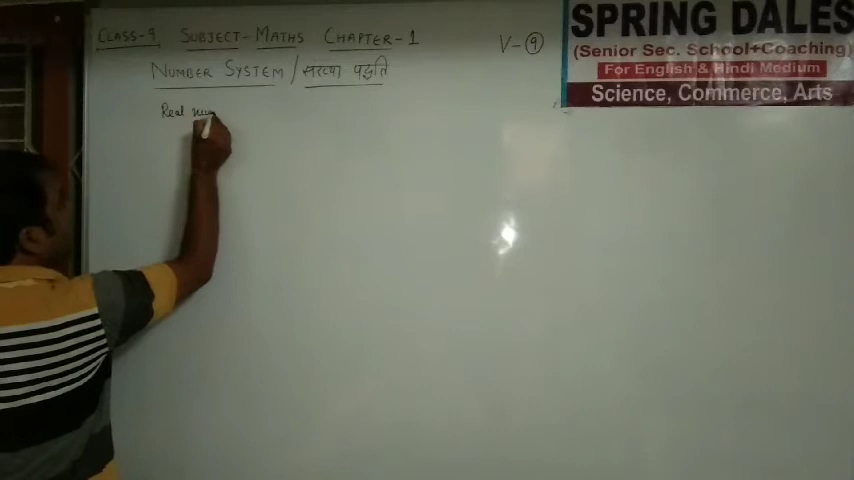 CLASS-9 SUBJECT-MATHS CHAPTER-1 V-9
NUMBER SYSTEM / संख्या पद्धति
Real num
SPRING DALES
(Senior Sec. School+Coaching)
For English & Hindi Medium
Science, Commerce, Arts